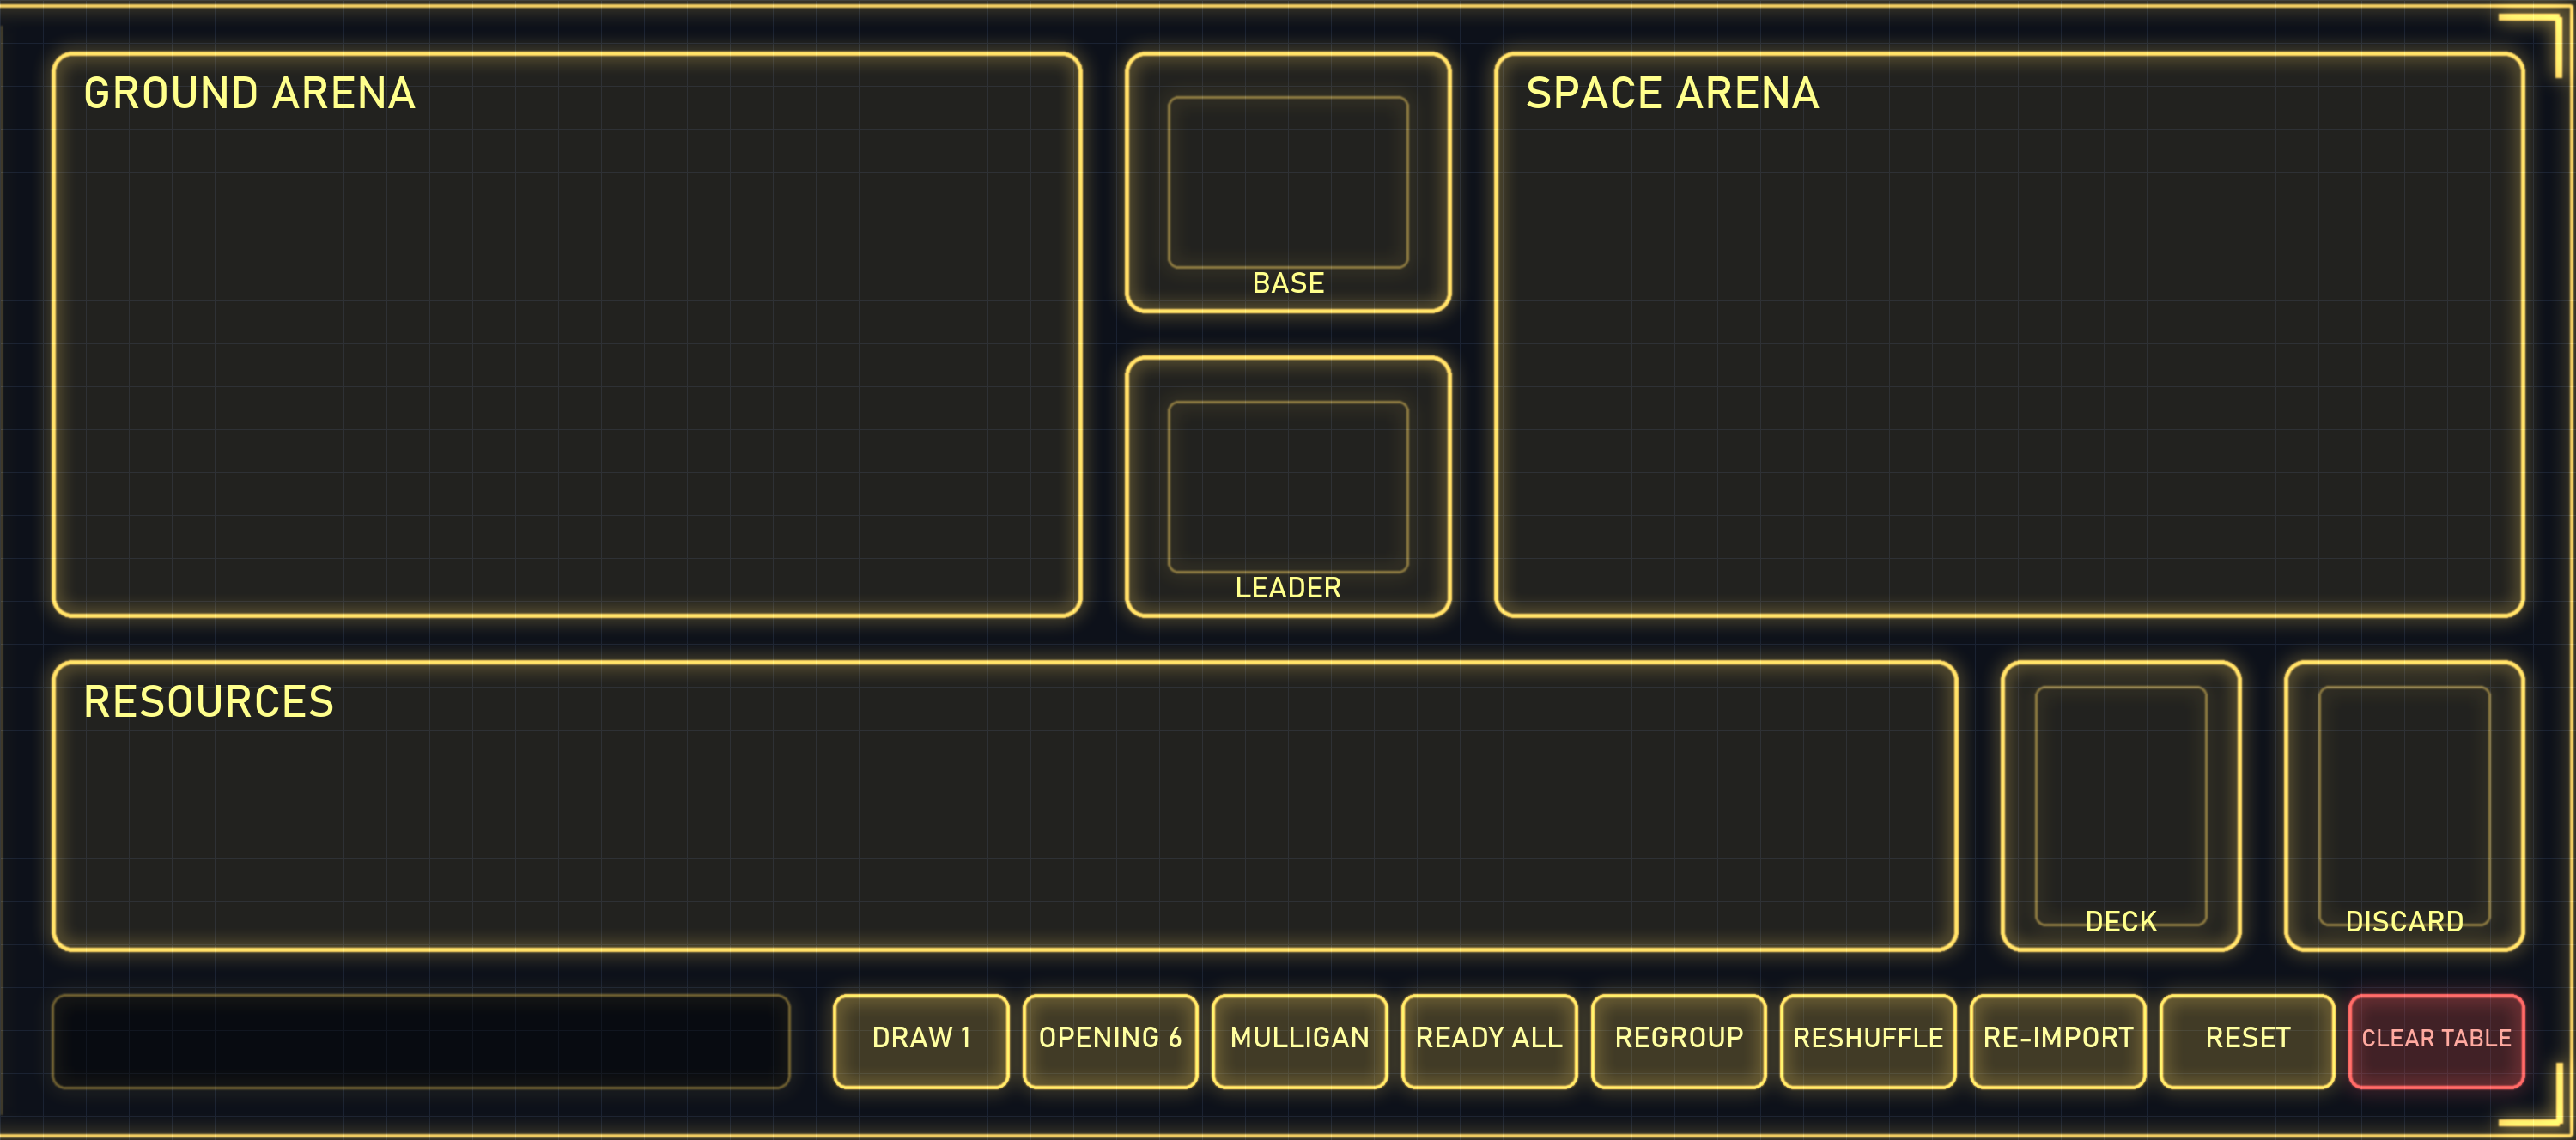 GROUND ARENA
BASE
SPACE ARENA
LEADER
RESOURCES
DECK
DISCARD
DRAW 1
OPENING 6
MULLIGAN
READY ALL
REGROUP
RESHUFFLE
RE-IMPORT
RESET
CLEAR TABLE